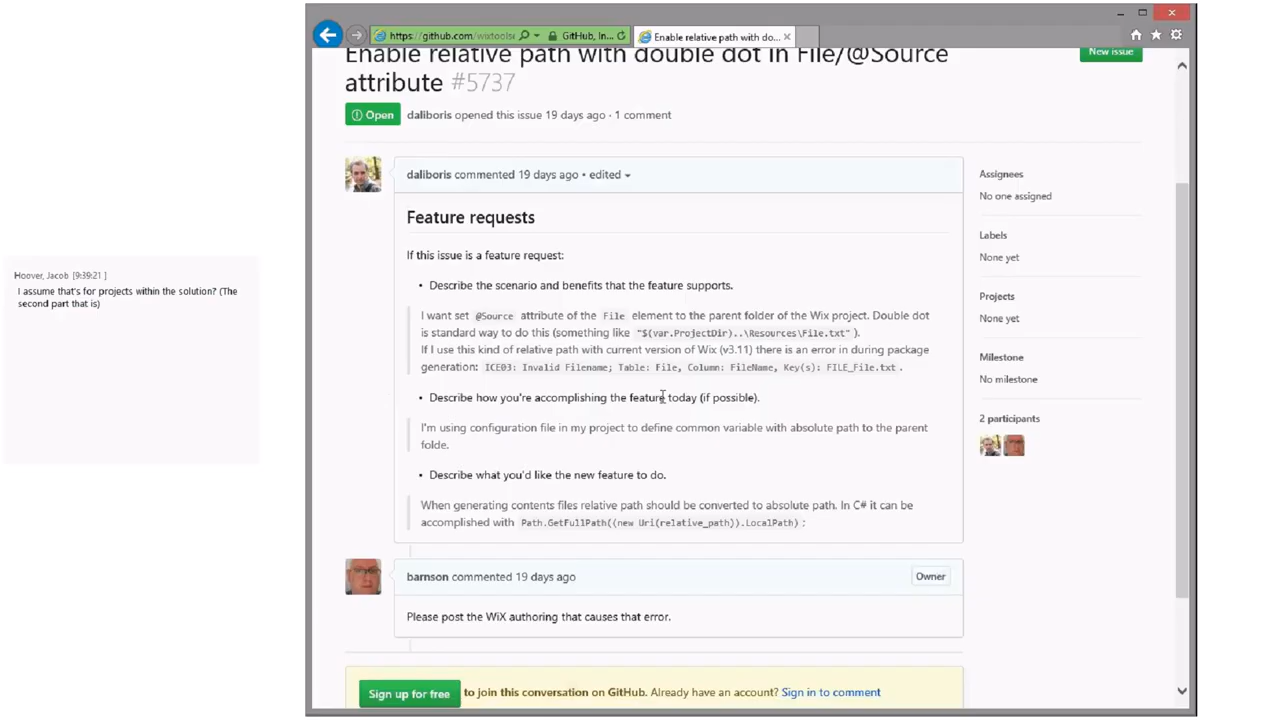 https://github.com/wixtoolse
GitHub, In...
Enable relative path with do...
Enable relative path with double dot in File/@Source
attribute #5737
New issue
Open
daliboris opened this issue 19 days ago · 1 comment
daliboris commented 19 days ago • edited
Feature requests
If this issue is a feature request:
• Describe the scenario and benefits that the feature supports.
I want set @Source attribute of the File element to the parent folder of the Wix project. Double dot
is standard way to do this (something like "$(var.ProjectDir)..\Resources\File.txt" ).
If I use this kind of relative path with current version of Wix (v3.11) there is an error in during package
generation: ICE03: Invalid Filename; Table: File, Column: FileName, Key(s): FILE_File.txt .
• Describe how you're accomplishing the feature today (if possible).
I'm using configuration file in my project to define common variable with absolute path to the parent
folde.
• Describe what you'd like the new feature to do.
When generating contents files relative path should be converted to absolute path. In C# it can be
accomplished with Path.GetFullPath((new Uri(relative_path)).LocalPath) ;
barnson commented 19 days ago
Owner
Please post the WiX authoring that causes that error.
Sign up for free to join this conversation on GitHub. Already have an account? Sign in to comment
Assignees
No one assigned
Labels
None yet
Projects
None yet
Milestone
No milestone
2 participants
Hoover, Jacob [9:39:21 ]
I assume that's for projects within the solution? (The
second part that is)